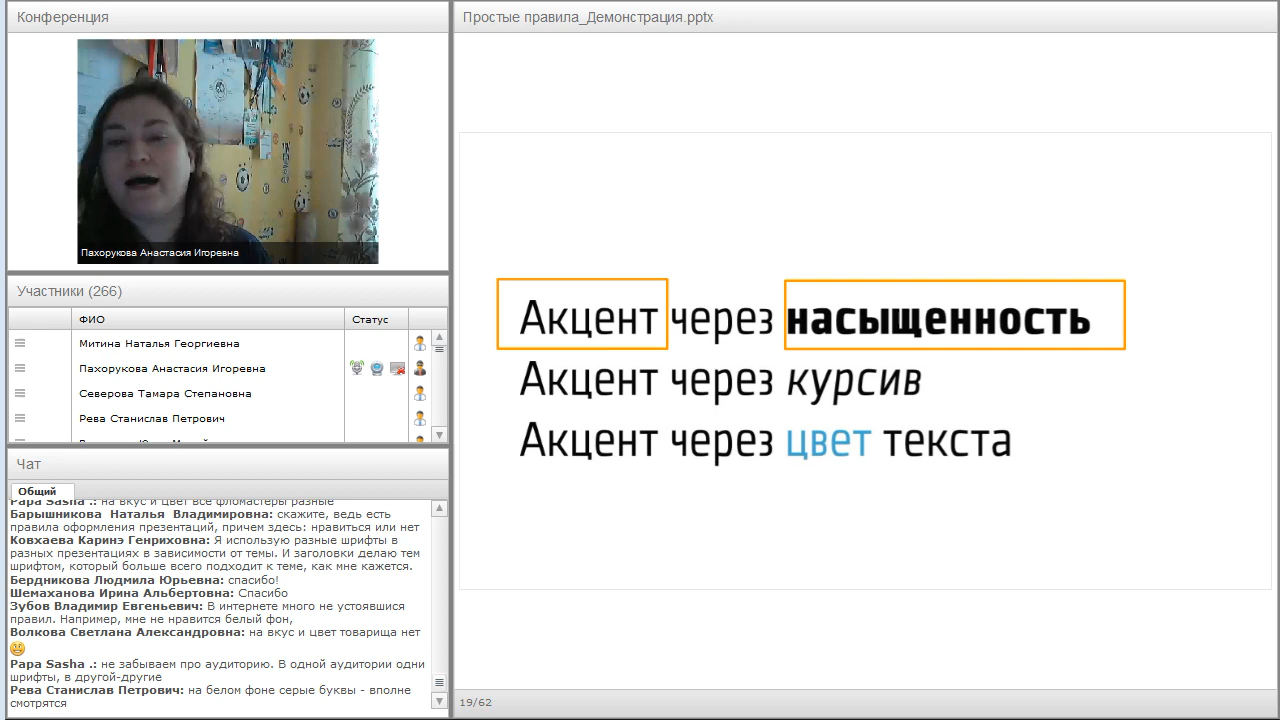 Конференция
Пахорукова Анастасия Игоревна
Участники (266)
ФИО
Статус
Митина Наталья Георгиевна
Пахорукова Анастасия Игоревна
Северова Тамара Степановна
Рева Станислав Петрович
Чат
Общий
Papa Sasha .: на вкус и цвет все фломастеры разные
Барышникова Наталья Владимировна: скажите, ведь есть
правила оформления презентаций, причем здесь: нравиться или нет
Ковхаева Каринэ Генриховна: Я использую разные шрифты в
разных презентациях в зависимости от темы. И заголовки делаю тем
шрифтом, который больше всего подходит к теме, как мне кажется.
Бердникова Людмила Юрьевна: спасибо!
Шемаханова Ирина Альбертовна: Спасибо
Зубов Владимир Евгеньевич: В интернете много не устоявшися
правил. Например, мне не нравится белый фон,
Волкова Светлана Александровна: на вкус и цвет товарища нет
Papa Sasha .: не забываем про аудиторию. В одной аудитории одни
шрифты, в другой-другие
Рева Станислав Петрович: на белом фоне серые буквы - вполне
смотрятся
Простые правила_Демонстрация.pptx
Акцент через насыщенность
Акцент через курсив
Акцент через цвет текста
19/62